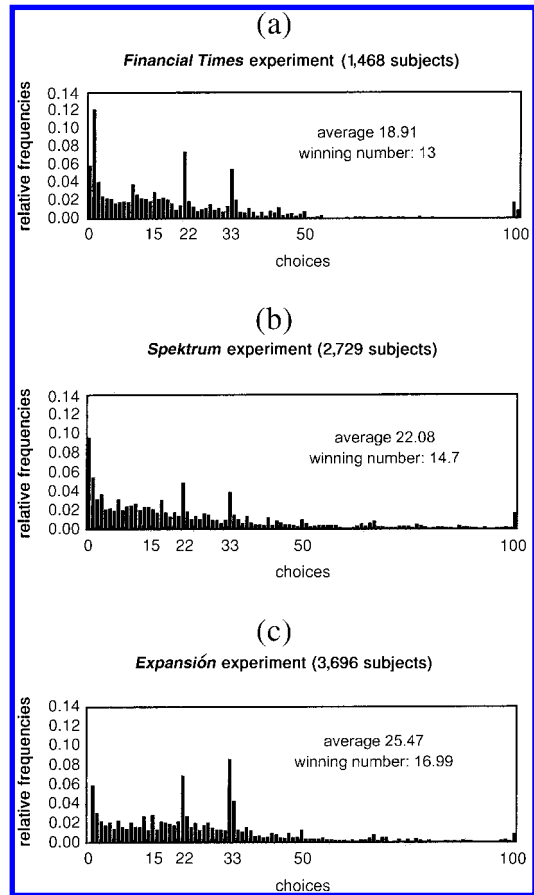 (a)
Financial Times experiment (1,468 subjects)
relative frequencies
0.14
0.12
0.10
0.08
0.06
0.04
0.02
0.00
average 18.91
winning number: 13
0 15 22 33 50 100
choices
(b)
Spektrum experiment (2,729 subjects)
relative frequencies
0.14
0.12
0.10
0.08
0.06
0.04
0.02
0.00
average 22.08
winning number: 14.7
0 15 22 33 50 100
choices
(c)
Expansión experiment (3,696 subjects)
relative frequencies
0.14
0.12
0.10
0.08
0.06
0.04
0.02
0.00
average 25.47
winning number: 16.99
0 15 22 33 50 100
choices